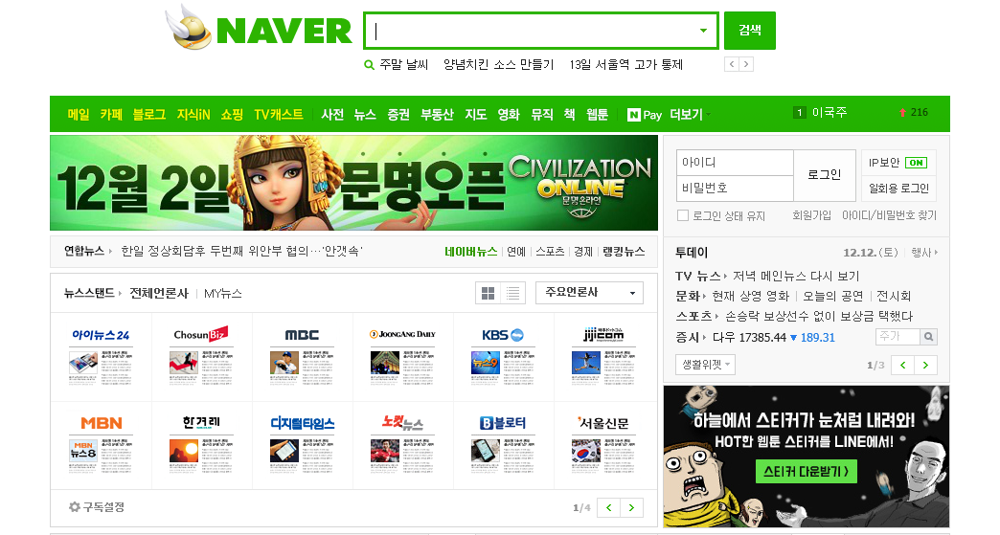 NAVER
검색
주말 날씨 양념치킨 소스 만들기 13일 서울역 고가 통제
메일 카페 블로그 지식iN 쇼핑 TV캐스트 사전 뉴스 증권 부동산 지도 영화 뮤직 책 웹툰 N Pay 더보기
1 이국주 216
12월 2일 문명오픈
CIVILIZATION
ONLINE
문명온라인
아이디
비밀번호
로그인
IP보안 ON
일회용 로그인
로그인 상태 유지 회원가입 아이디/비밀번호 찾기
연합뉴스 한일 정상회담후 두번째 위안부 협의…'안갯속'
네이버뉴스 연예 스포츠 경제 랭킹뉴스
뉴스스탠드 전체언론사 MY뉴스
주요언론사
아이뉴스24 ChosunBiz MBC JOONGANG DAILY KBS 제주도닷컴 jijicom
뉴스9
MBN 한겨레 디지털타임스 노컷뉴스 B블로터 서울신문
MBN
뉴스8
구독설정
1/4
투데이 12.12.(토) 행사
TV 뉴스 저녁 메인뉴스 다시 보기
문화 현재 상영 영화 오늘의 공연 전시회
스포츠 손승락 보상선수 없이 보상금 택했다
증시 다우 17385.44 ▼ 189.31 주가
생활위젯
1/3
하늘에서 스티커가 눈처럼 내려와!
HOT한 웹툰 스티커를 LINE에서!
스티커 다운받기 >